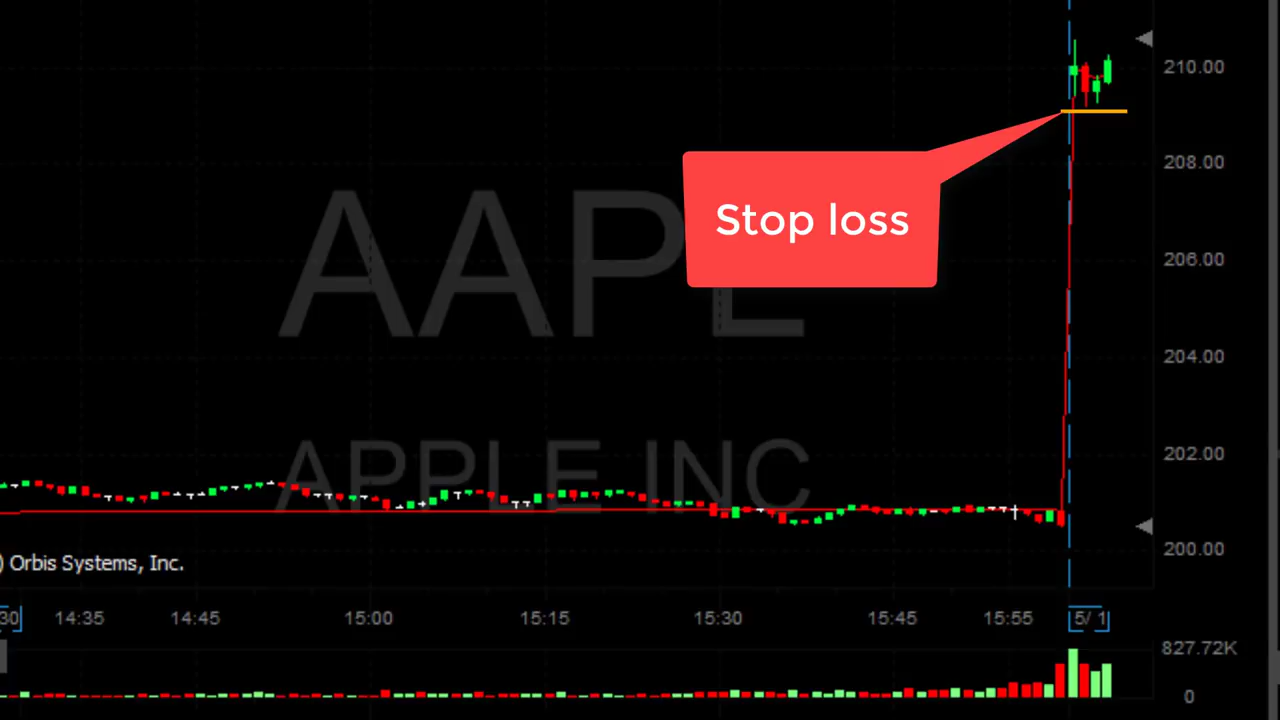 210.00
208.00
Stop loss
AAPL
206.00
204.00
202.00
APPLE INC
200.00
) Orbis Systems, Inc.
30 14:35 14:45 15:00 15:15 15:30 15:45 15:55 5/ 1
827.72K
0